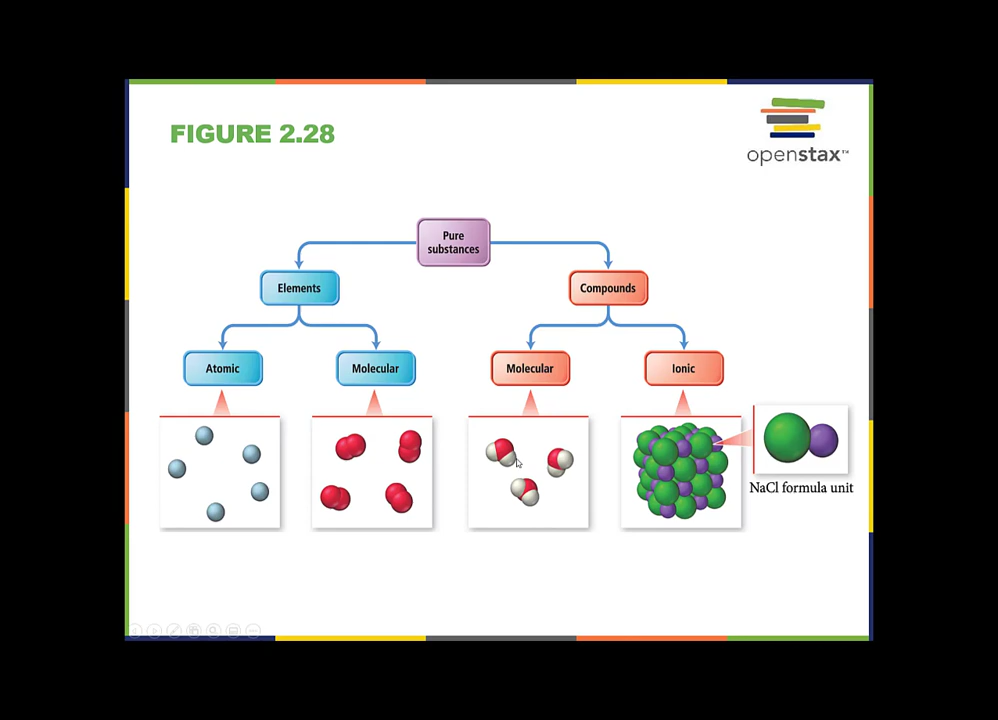 FIGURE 2.28
openstax™
Pure
substances
Elements
Compounds
Atomic
Molecular
Molecular
Ionic
NaCl formula unit